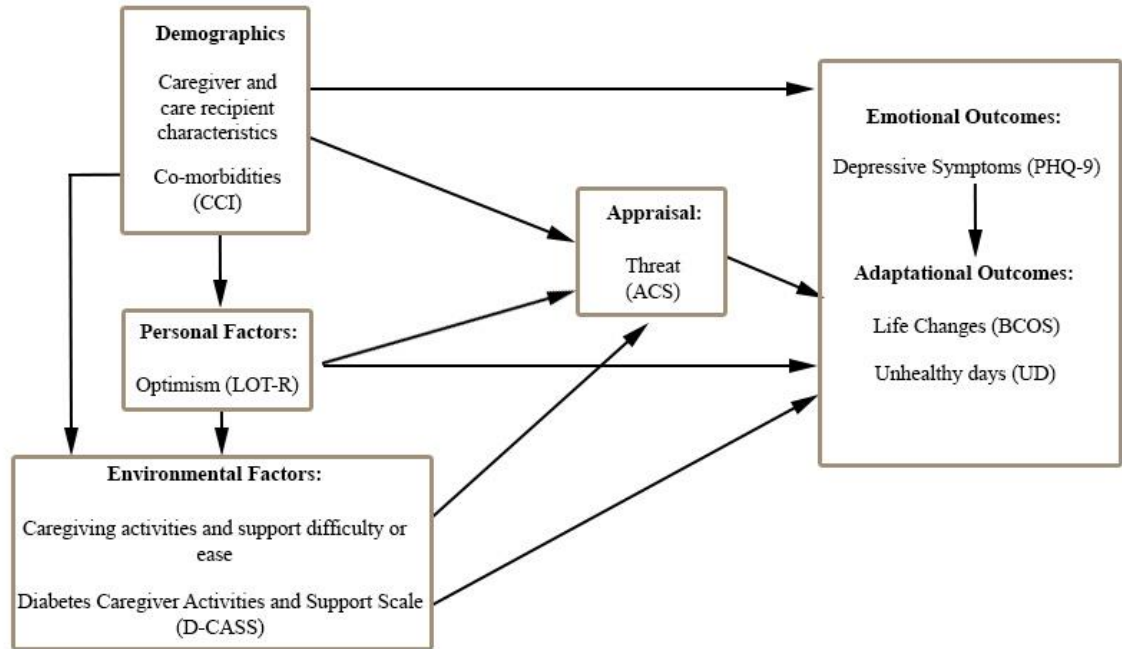 Demographics
Caregiver and
care recipient
characteristics
Co-morbidities
(CCI)
Personal Factors:
Optimism (LOT-R)
Environmental Factors:
Caregiving activities and support difficulty or
ease
Diabetes Caregiver Activities and Support Scale
(D-CASS)
Appraisal:
Threat
(ACS)
Emotional Outcomes:
Depressive Symptoms (PHQ-9)
Adaptational Outcomes:
Life Changes (BCOS)
Unhealthy days (UD)